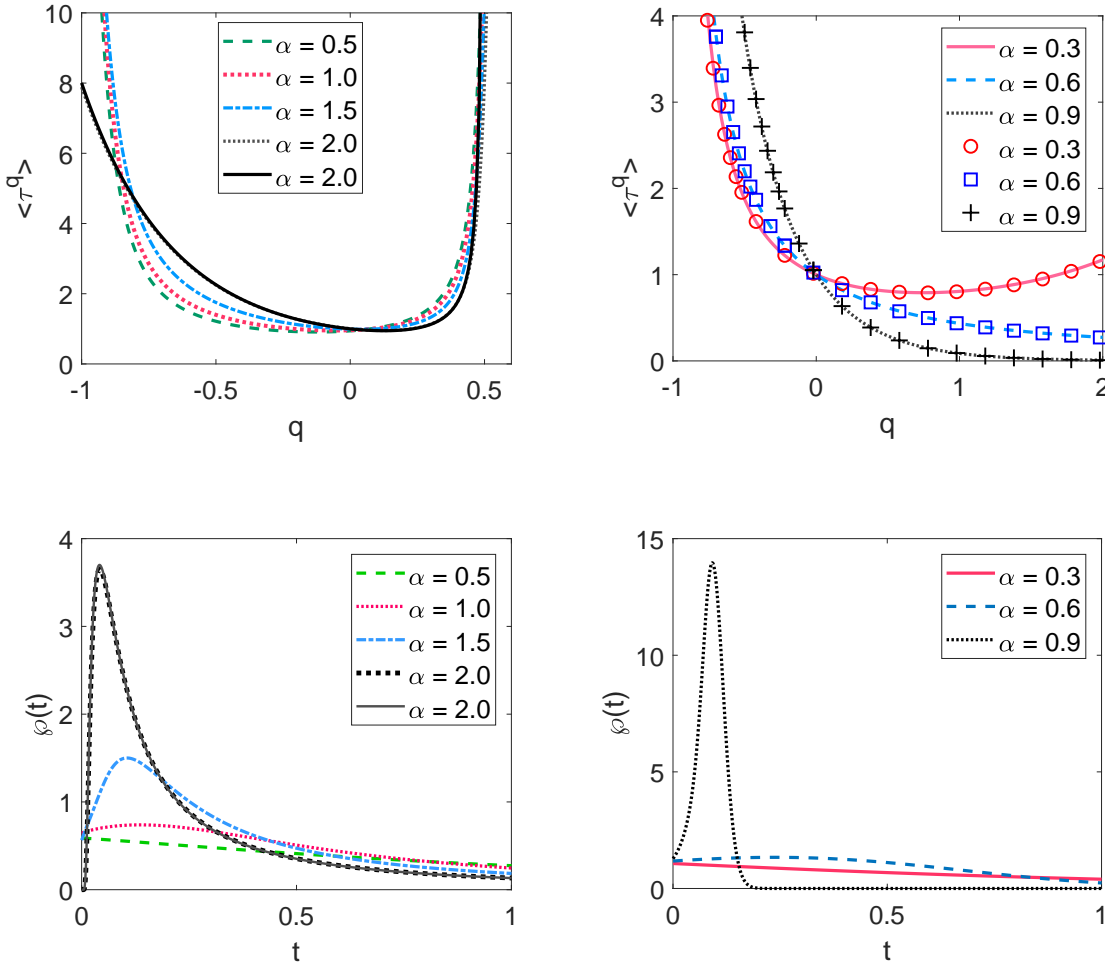 10
8
6
4
2
0
<τ^q>
-1
-0.5
0
0.5
q
α = 0.5
α = 1.0
α = 1.5
α = 2.0
α = 2.0
4
3
2
1
0
<τ^q>
-1
0
1
2
q
α = 0.3
α = 0.6
α = 0.9
α = 0.3
α = 0.6
α = 0.9
4
3
2
1
0
℘(t)
0
0.5
1
t
α = 0.5
α = 1.0
α = 1.5
α = 2.0
α = 2.0
15
10
5
0
℘(t)
0
0.5
1
t
α = 0.3
α = 0.6
α = 0.9